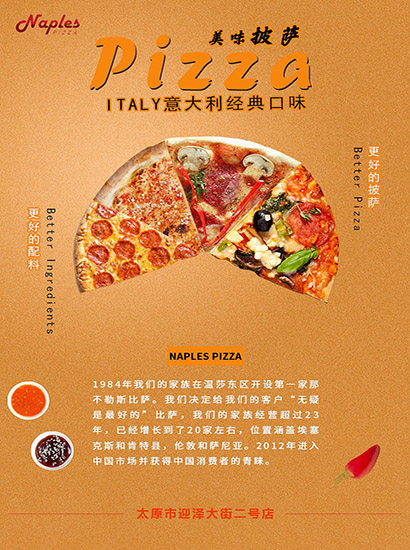 Naples
PIZZA
美味披萨
Pizza
ITALY意大利经典口味
更好的披萨
Better Pizza
Better Ingredients
更好的配料
NAPLES PIZZA
1984年我们的家族在温莎东区开设第一家那
不勒斯比萨。我们决定给我们的客户“无疑
是最好的”比萨，我们的家族经营超过23
年，已经增长到了20家左右，位置涵盖埃塞
克斯和肯特县，伦敦和萨尼亚。2012年进入
中国市场并获得中国消费者的青睐。
太原市迎泽大街二号店